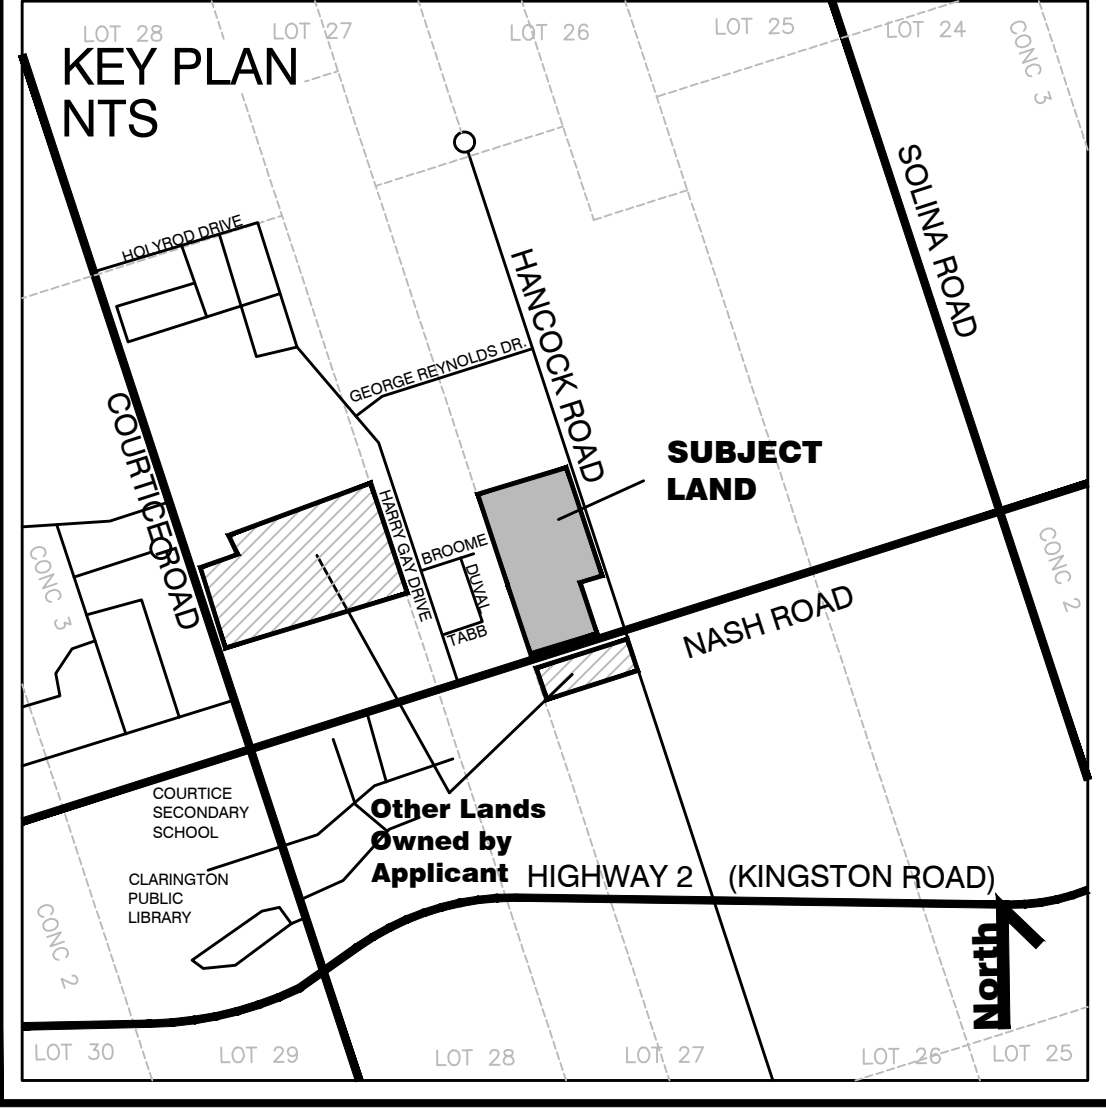 LOT 28
LOT 27
LOT 26
LOT 25
LOT 24
CONC 3
KEY PLAN
NTS
SOLINA ROAD
HOLYROD DRIVE
HANCOCK ROAD
GEORGE REYNOLDS DR.
COURTICE ROAD
SUBJECT
LAND
HARRY GAY DRIVE
BROOME
DUVAL
TABB
CONC 3
CONC 2
NASH ROAD
COURTICE
SECONDARY
SCHOOL
Other Lands
Owned by
Applicant
CLARINGTON
PUBLIC
LIBRARY
HIGHWAY 2 (KINGSTON ROAD)
CONC 2
North
LOT 30
LOT 29
LOT 28
LOT 27
LOT 26
LOT 25